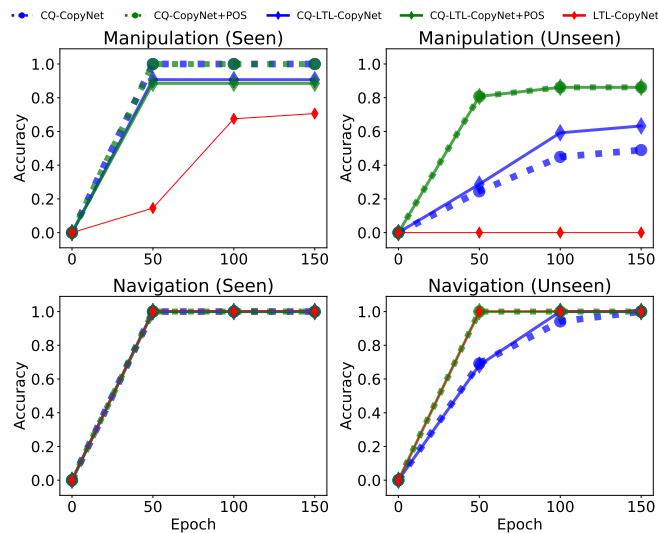 CQ-CopyNet CQ-CopyNet+POS CQ-LTL-CopyNet CQ-LTL-CopyNet+POS LTL-CopyNet
Manipulation (Seen) Manipulation (Unseen)
Accuracy
1.0
0.8
0.6
0.4
0.2
0.0
0 50 100 150
Accuracy
1.0
0.8
0.6
0.4
0.2
0.0
0 50 100 150
Navigation (Seen) Navigation (Unseen)
Accuracy
1.0
0.8
0.6
0.4
0.2
0.0
0 50 100 150
Epoch
Accuracy
1.0
0.8
0.6
0.4
0.2
0.0
0 50 100 150
Epoch